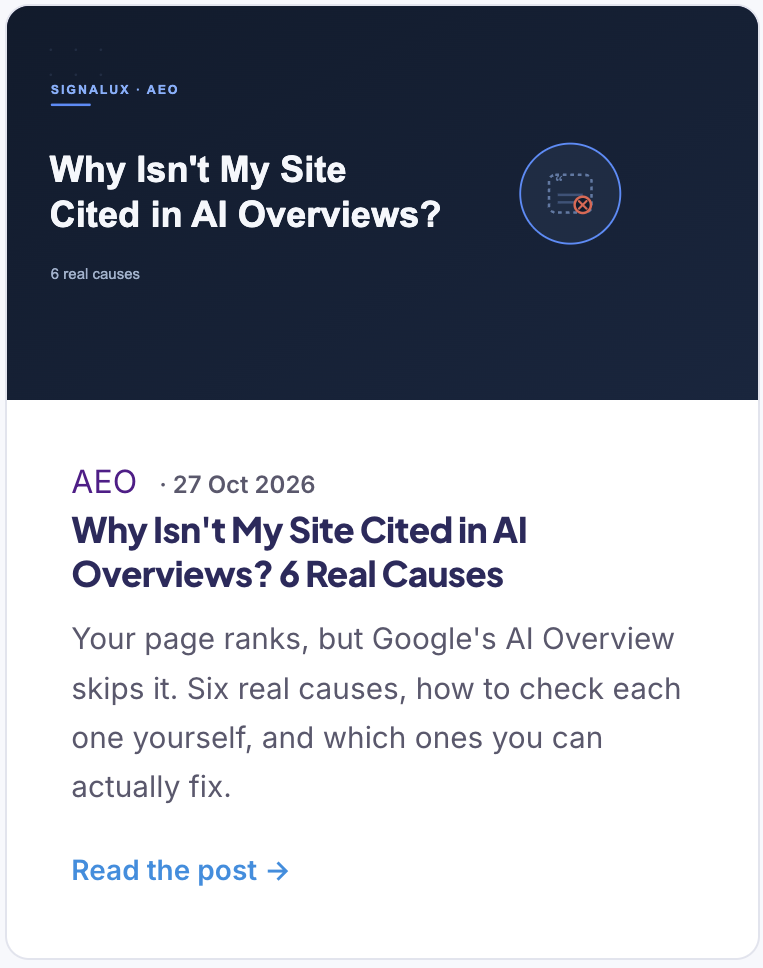 SIGNALUX · AEO
Why Isn't My Site
Cited in AI Overviews?
6 real causes
AEO · 27 Oct 2026
Why Isn't My Site Cited in AI
Overviews? 6 Real Causes
Your page ranks, but Google's AI Overview
skips it. Six real causes, how to check each
one yourself, and which ones you can
actually fix.
Read the post →